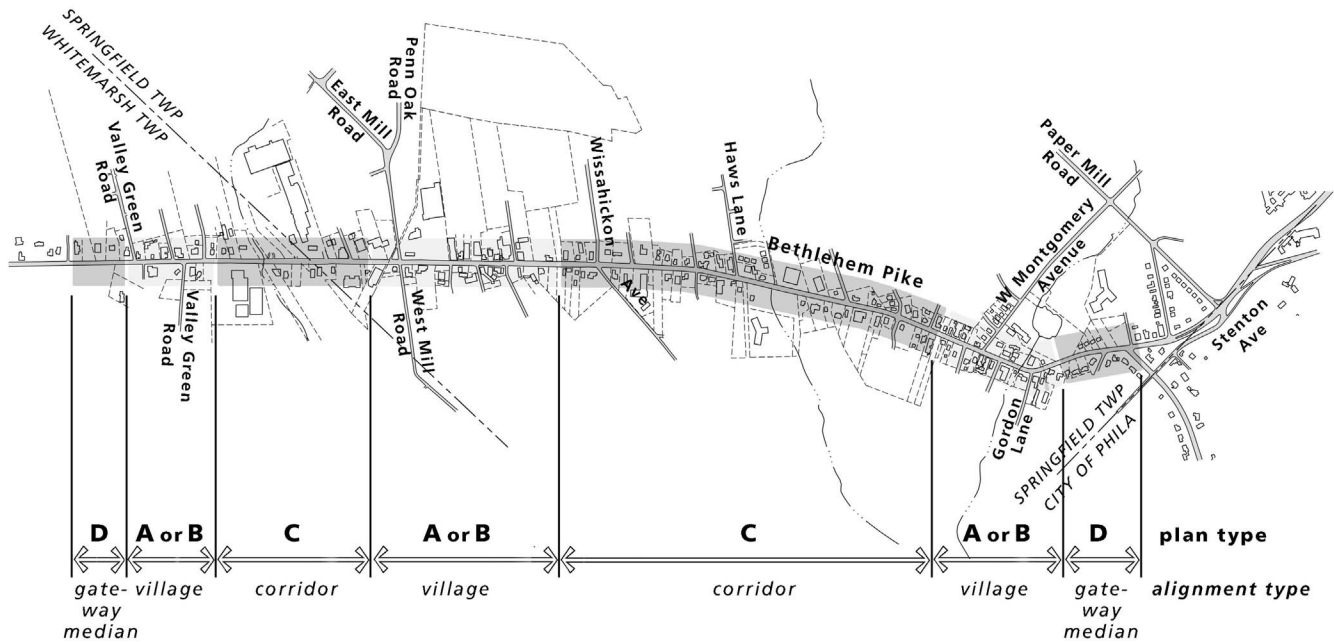 SPRINGFIELD TWP
WHITEMARSH TWP
Valley Green
Road
East Mill
Road
Penn Oak
Road
Wissahickon
Ave
Haws Lane
Bethlehem Pike
W Montgomery
Avenue
Paper Mill
Road
Stenton
Ave
Valley Green
Road
West Mill
Road
Gordon
Lane
SPRINGFIELD TWP
CITY OF PHILA
D A or B C A or B C A or B D plan type
gate-
way
median
village
corridor
village
corridor
village
gate-
way
median
alignment type